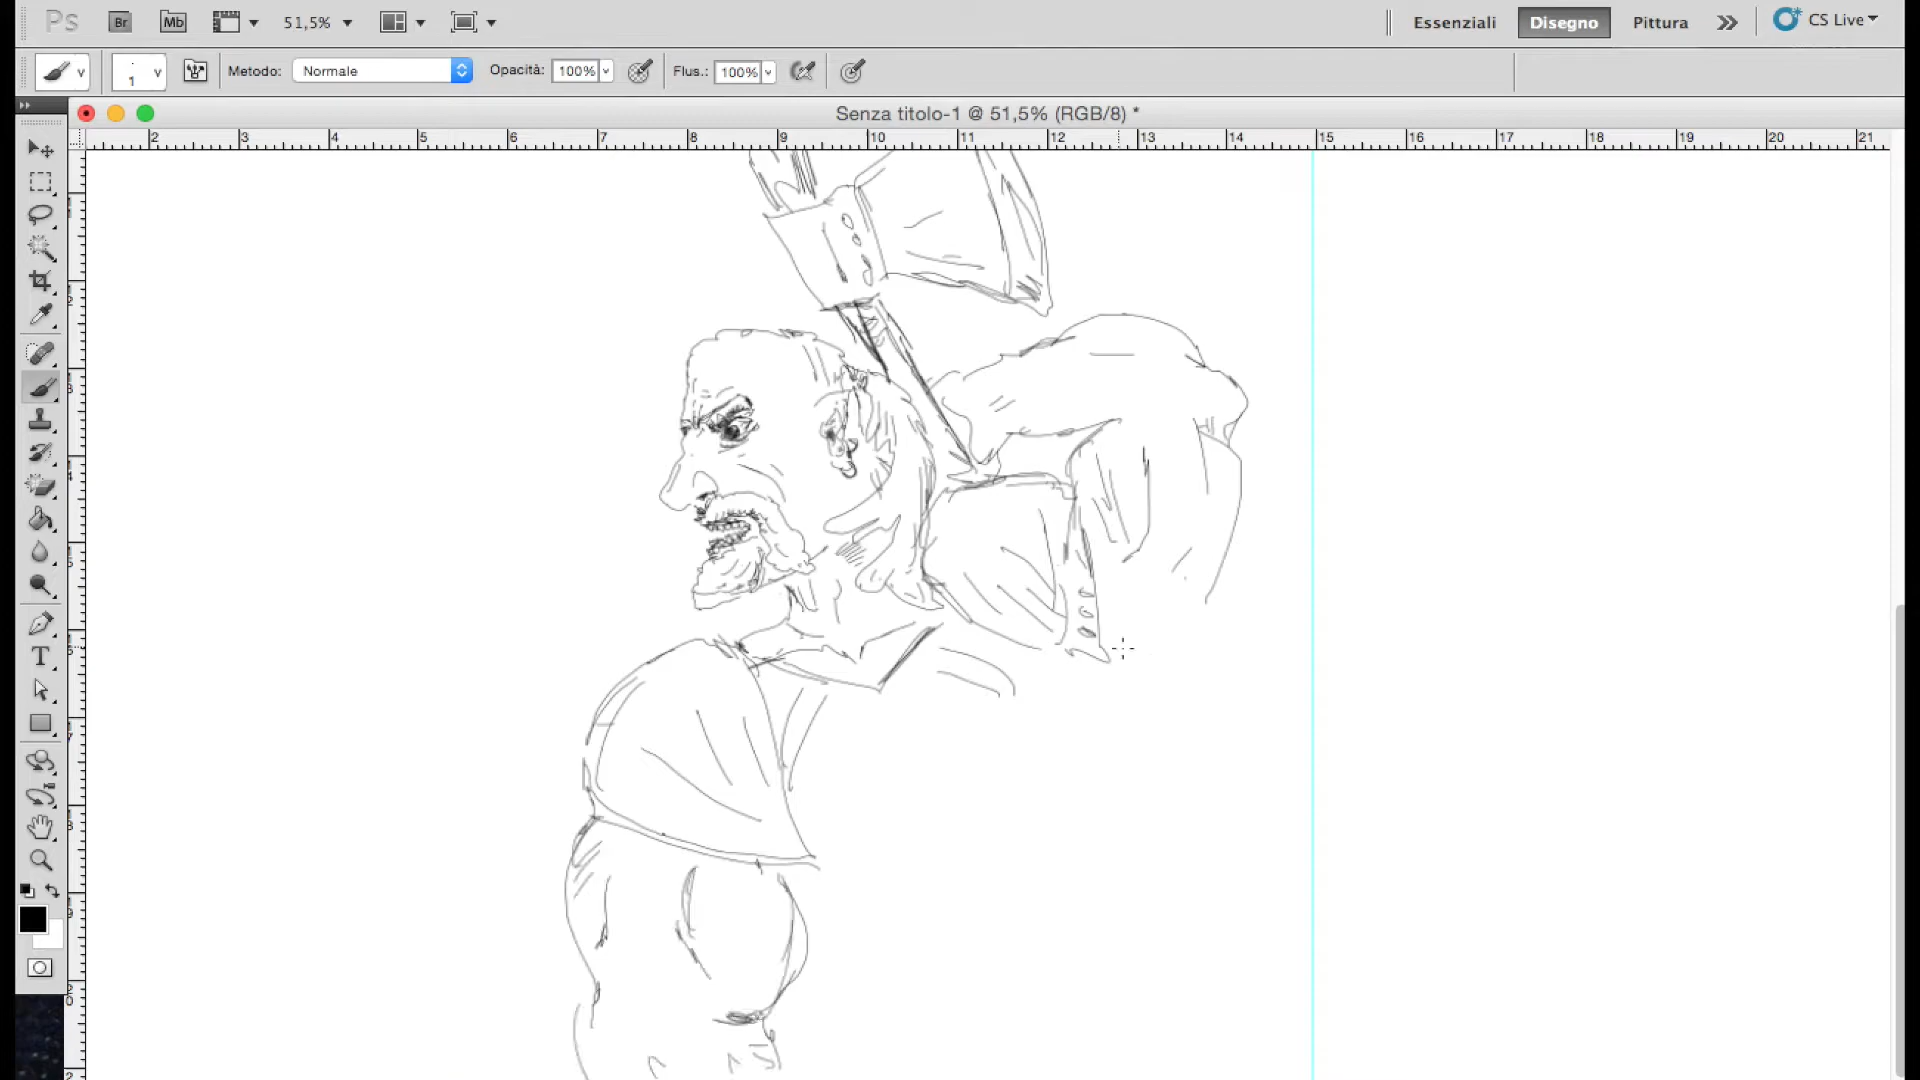 Ps Br Mb 51,5% Essenziali Disegno Pittura CS Live
1 Metodo: Normale Opacità: 100% Flus.: 100%
Senza titolo-1 @ 51,5% (RGB/8) *
2 3 4 5 6 7 8 9 10 11 12 13 14 15 16 17 18 19 20 21
T